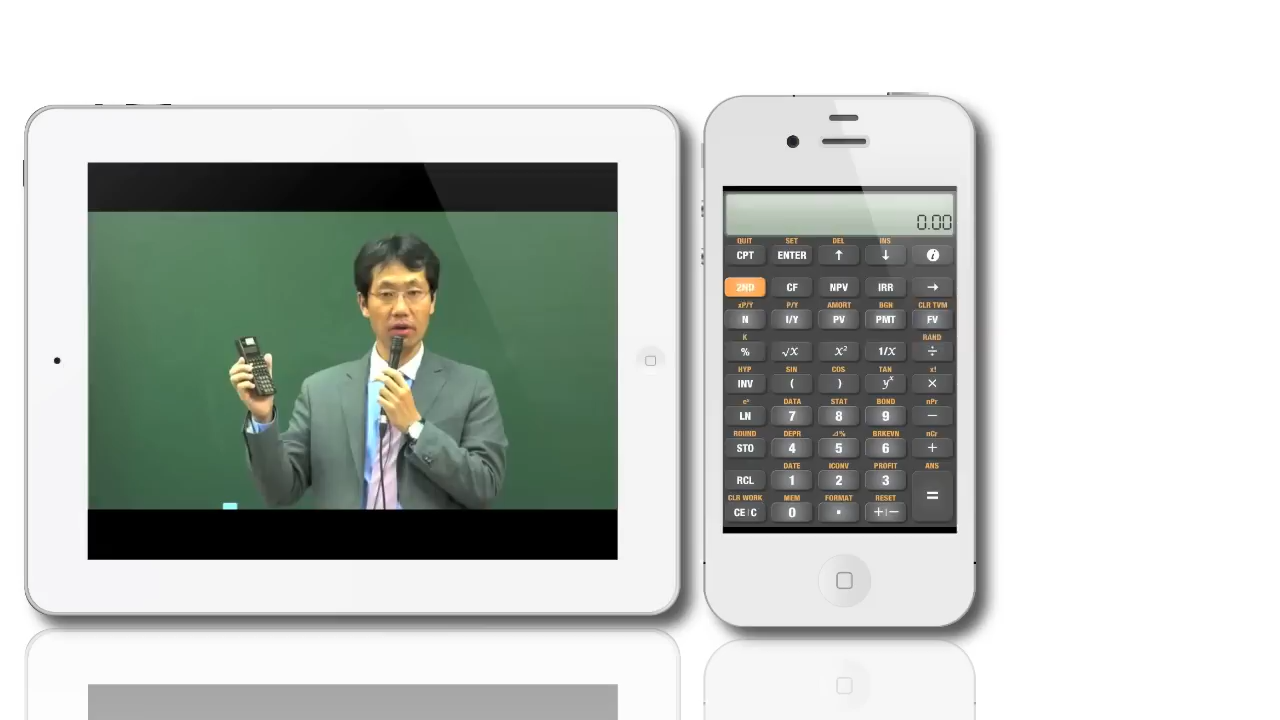 0.00
QUIT SET DEL INS
CPT ENTER ↑ ↓ i
2ND CF NPV IRR →
xP/Y P/Y AMORT BGN CLR TVM
N I/Y PV PMT FV
K RAND
% √x x² 1/x ÷
HYP SIN COS TAN x!
INV ( ) yˣ ×
eˣ DATA STAT BOND nPr
LN 7 8 9 −
ROUND DEPR ⊿% BRKEVN nCr
STO 4 5 6 +
DATE ICONV PROFIT ANS
RCL 1 2 3 =
CLR WORK MEM FORMAT RESET
CE|C 0 . +|−